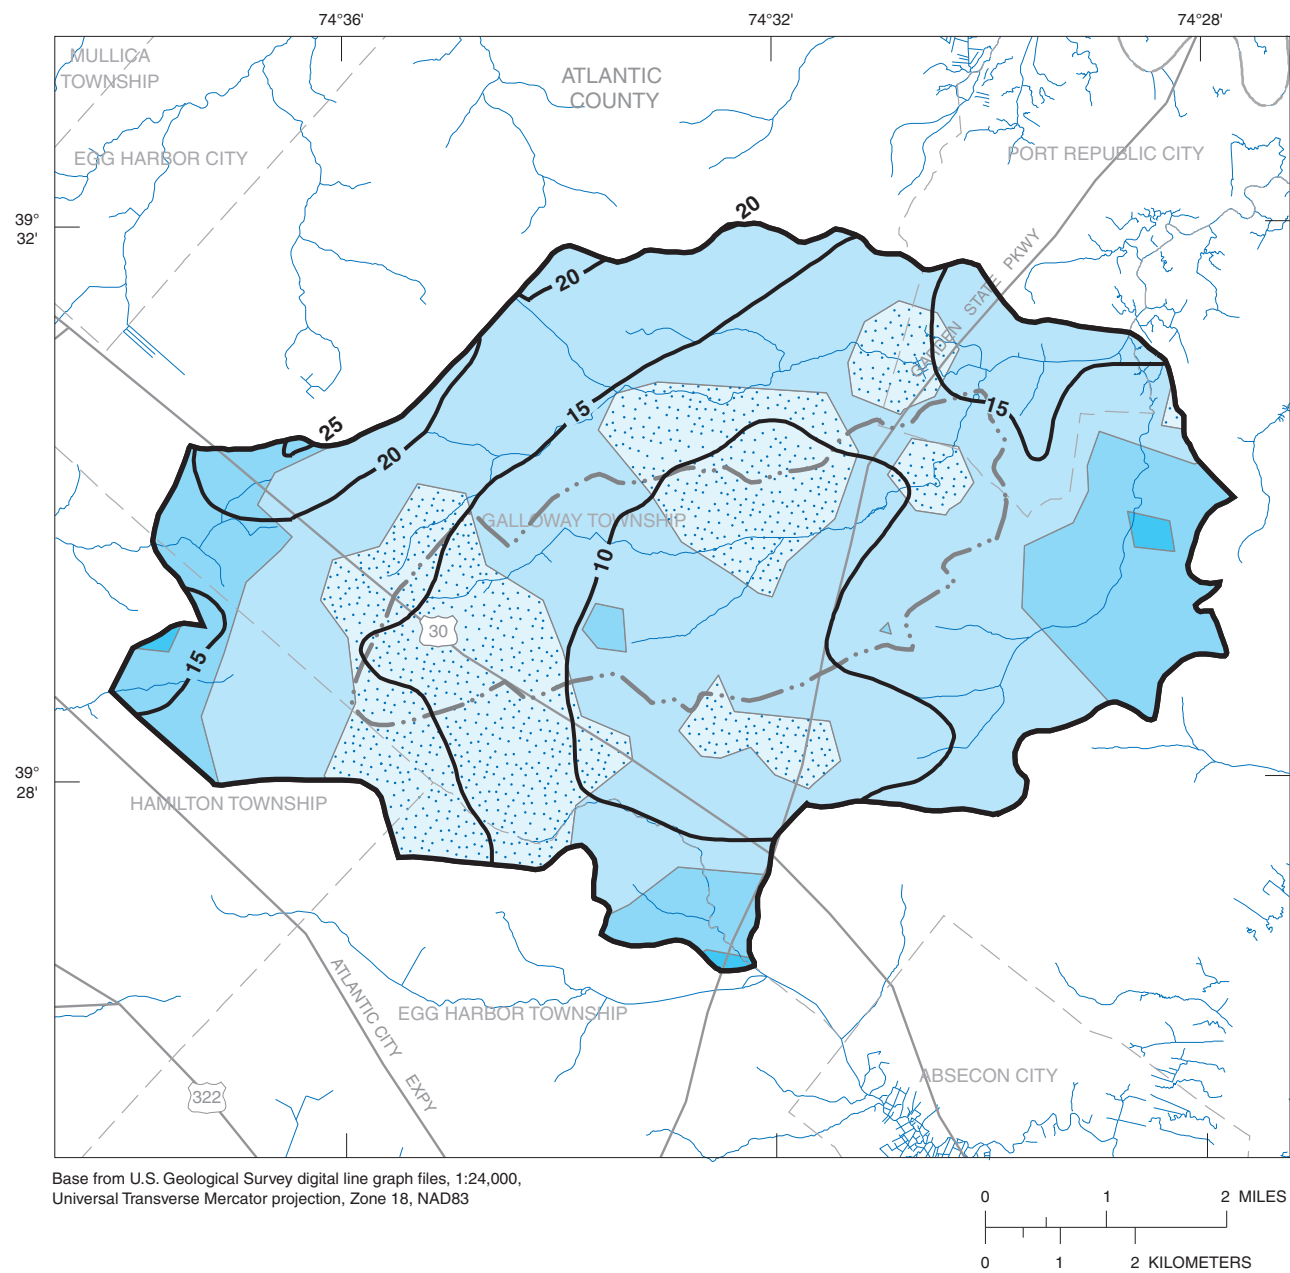 74°36'
74°32'
74°28'
MULLICA
TOWNSHIP
ATLANTIC
COUNTY
EGG HARBOR CITY
PORT REPUBLIC CITY
39°
32'
20
GARDEN STATE PKWY
20
15
15
25
20
GALLOWAY TOWNSHIP
10
30
15
39°
28'
HAMILTON TOWNSHIP
ATLANTIC CITY EXPY
EGG HARBOR TOWNSHIP
ABSECON CITY
322
Base from U.S. Geological Survey digital line graph files, 1:24,000,
Universal Transverse Mercator projection, Zone 18, NAD83
0 1 2 MILES
0 1 2 KILOMETERS